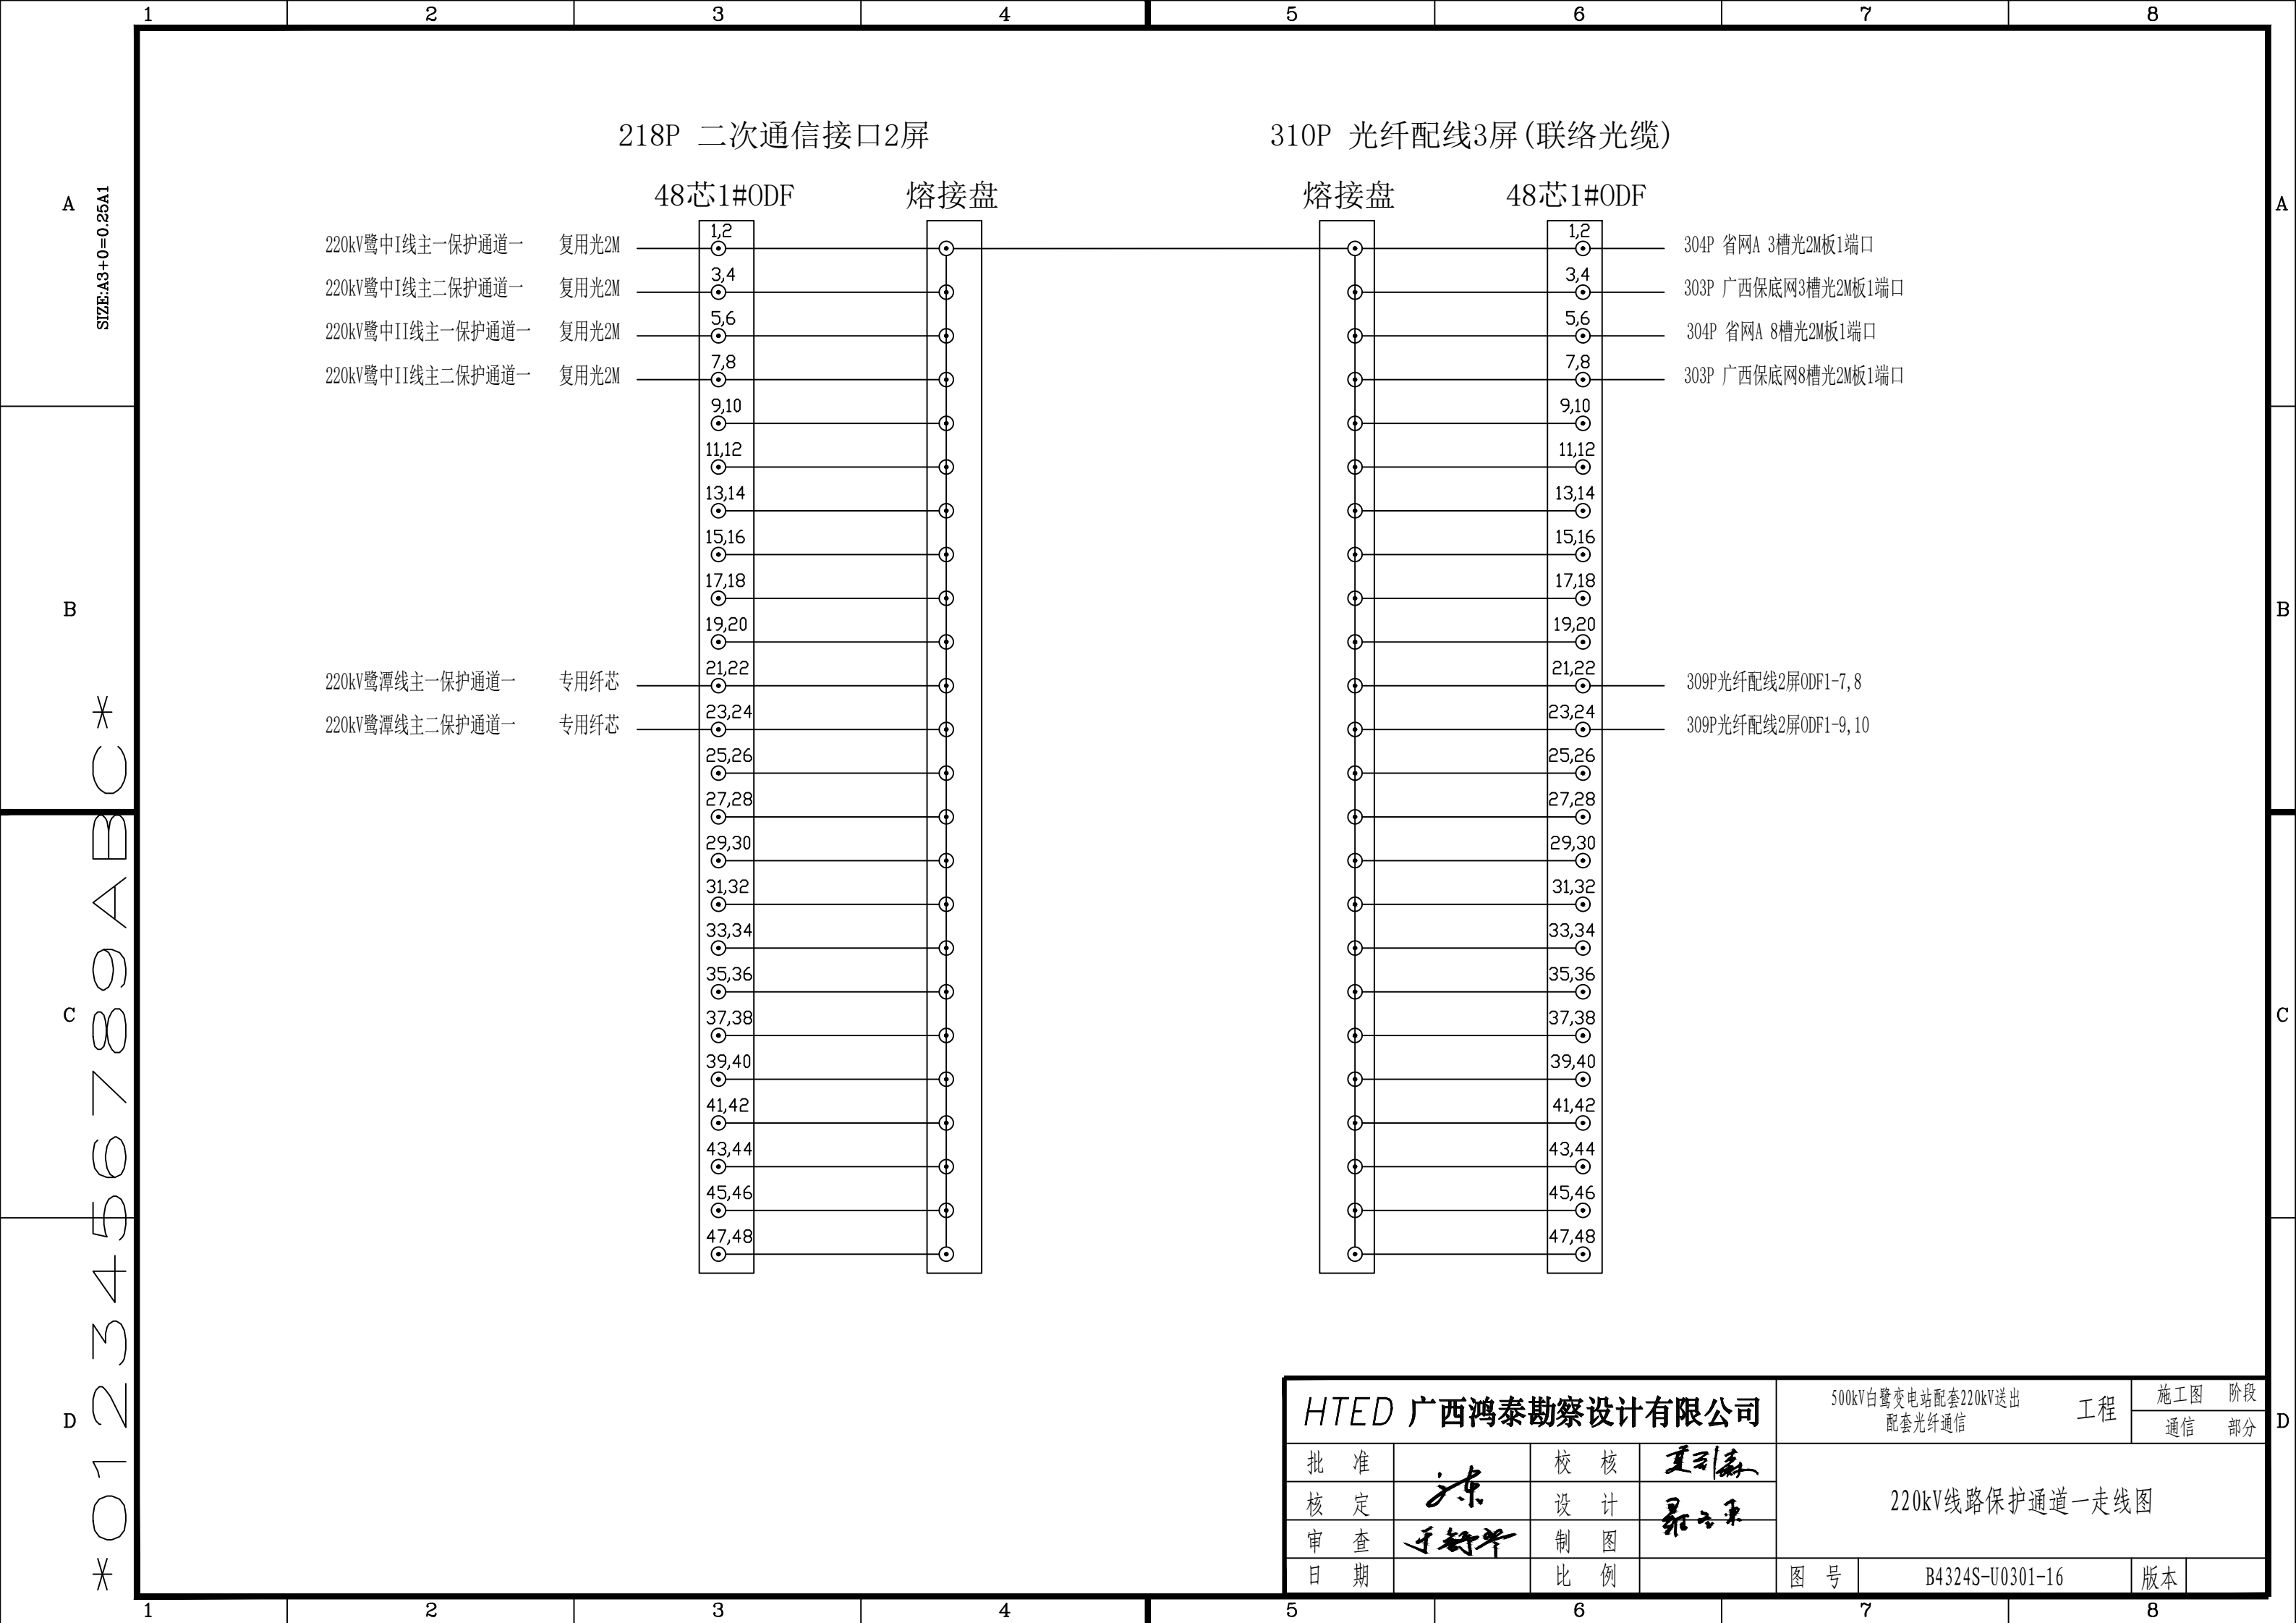 1 2 3 4 5 6 7 8
218P 二次通信接口2屏
310P 光纤配线3屏(联络光缆)
48芯1#ODF 熔接盘
熔接盘 48芯1#ODF
A
SIZE:A3+0=0.25A1
A
220kV鹭中I线主一保护通道一 复用光2M 1,2
1,2 304P 省网A 3槽光2M板1端口
220kV鹭中I线主二保护通道一 复用光2M 3,4
3,4 303P 广西保底网3槽光2M板1端口
220kV鹭中II线主一保护通道一 复用光2M 5,6
5,6 304P 省网A 8槽光2M板1端口
220kV鹭中II线主二保护通道一 复用光2M 7,8
7,8 303P 广西保底网8槽光2M板1端口
9,10 9,10
11,12 11,12
13,14 13,14
15,16 15,16
17,18 17,18
B B
19,20 19,20
220kV鹭潭线主一保护通道一 专用纤芯 21,22
21,22 309P光纤配线2屏ODF1-7,8
220kV鹭潭线主二保护通道一 专用纤芯 23,24
23,24 309P光纤配线2屏ODF1-9,10
25,26 25,26
27,28 27,28
29,30 29,30
31,32 31,32
33,34 33,34
35,36 35,36
C C
37,38 37,38
39,40 39,40
41,42 41,42
43,44 43,44
45,46 45,46
47,48 47,48
*0123456789ABC*
D D
HTED 广西鸿泰勘察设计有限公司
500kV白鹭变电站配套220kV送出
配套光纤通信
工程
施工图 阶段
通信 部分
批 准 校 核
核 定 设 计
审 查 制 图
日 期 比 例
220kV线路保护通道一走线图
图 号 B4324S-U0301-16 版本
1 2 3 4 5 6 7 8